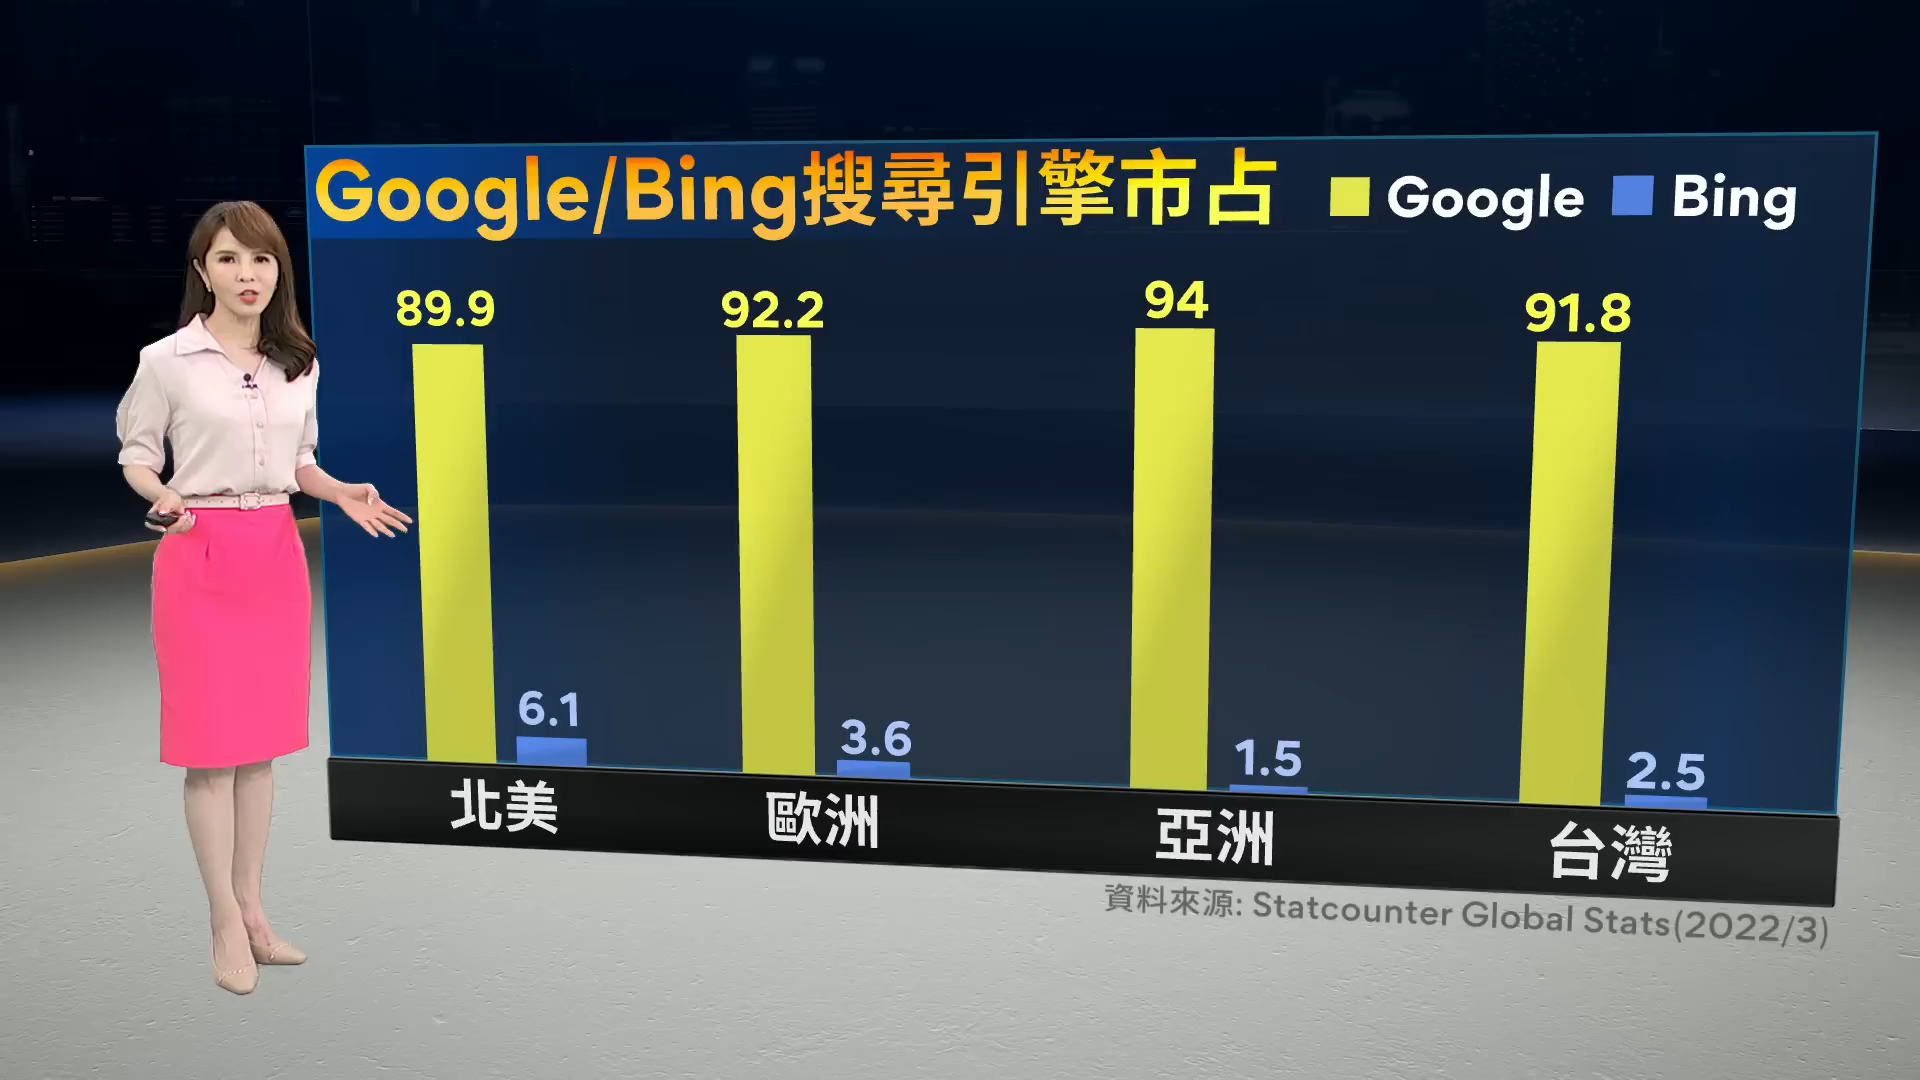 Google/Bing搜尋引擎市占
Google Bing
89.9 92.2 94 91.8
6.1 3.6 1.5 2.5
北美 歐洲 亞洲 台灣
資料來源: Statcounter Global Stats(2022/3)